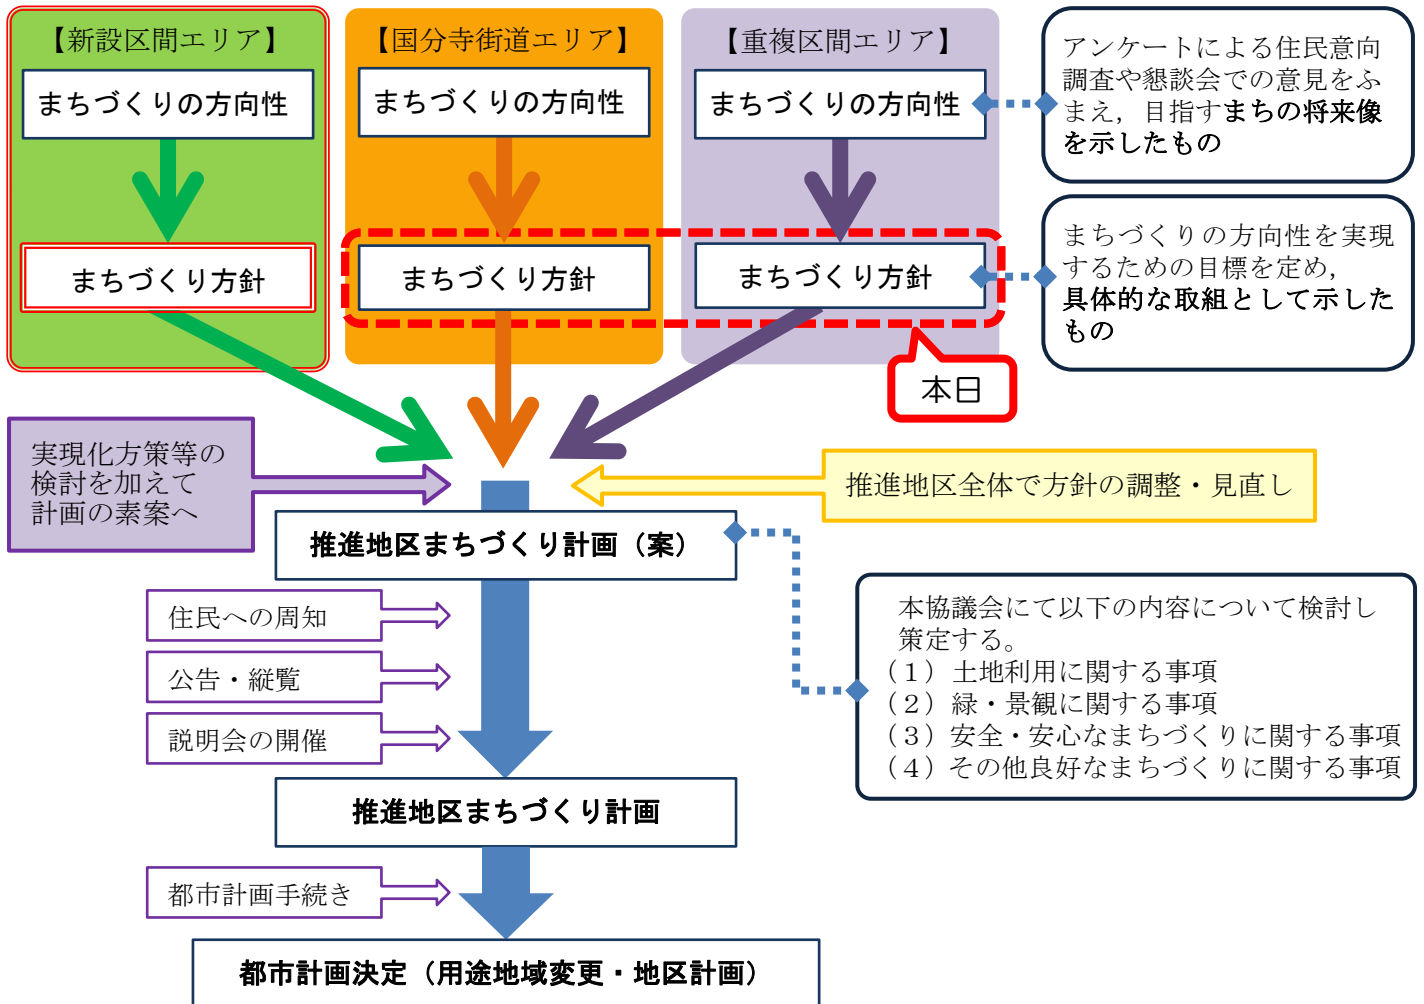 【新設区間エリア】
まちづくりの方向性
まちづくり方針
【国分寺街道エリア】
まちづくりの方向性
まちづくり方針
【重複区間エリア】
まちづくりの方向性
まちづくり方針
アンケートによる住民意向
調査や懇談会での意見をふ
まえ，目指すまちの将来像
を示したもの
まちづくりの方向性を実現
するための目標を定め，
具体的な取組として示した
もの
本日
実現化方策等の
検討を加えて
計画の素案へ
推進地区全体で方針の調整・見直し
推進地区まちづくり計画（案）
住民への周知
公告・縦覧
説明会の開催
本協議会にて以下の内容について検討し
策定する。
（１）土地利用に関する事項
（２）緑・景観に関する事項
（３）安全・安心なまちづくりに関する事項
（４）その他良好なまちづくりに関する事項
推進地区まちづくり計画
都市計画手続き
都市計画決定（用途地域変更・地区計画）